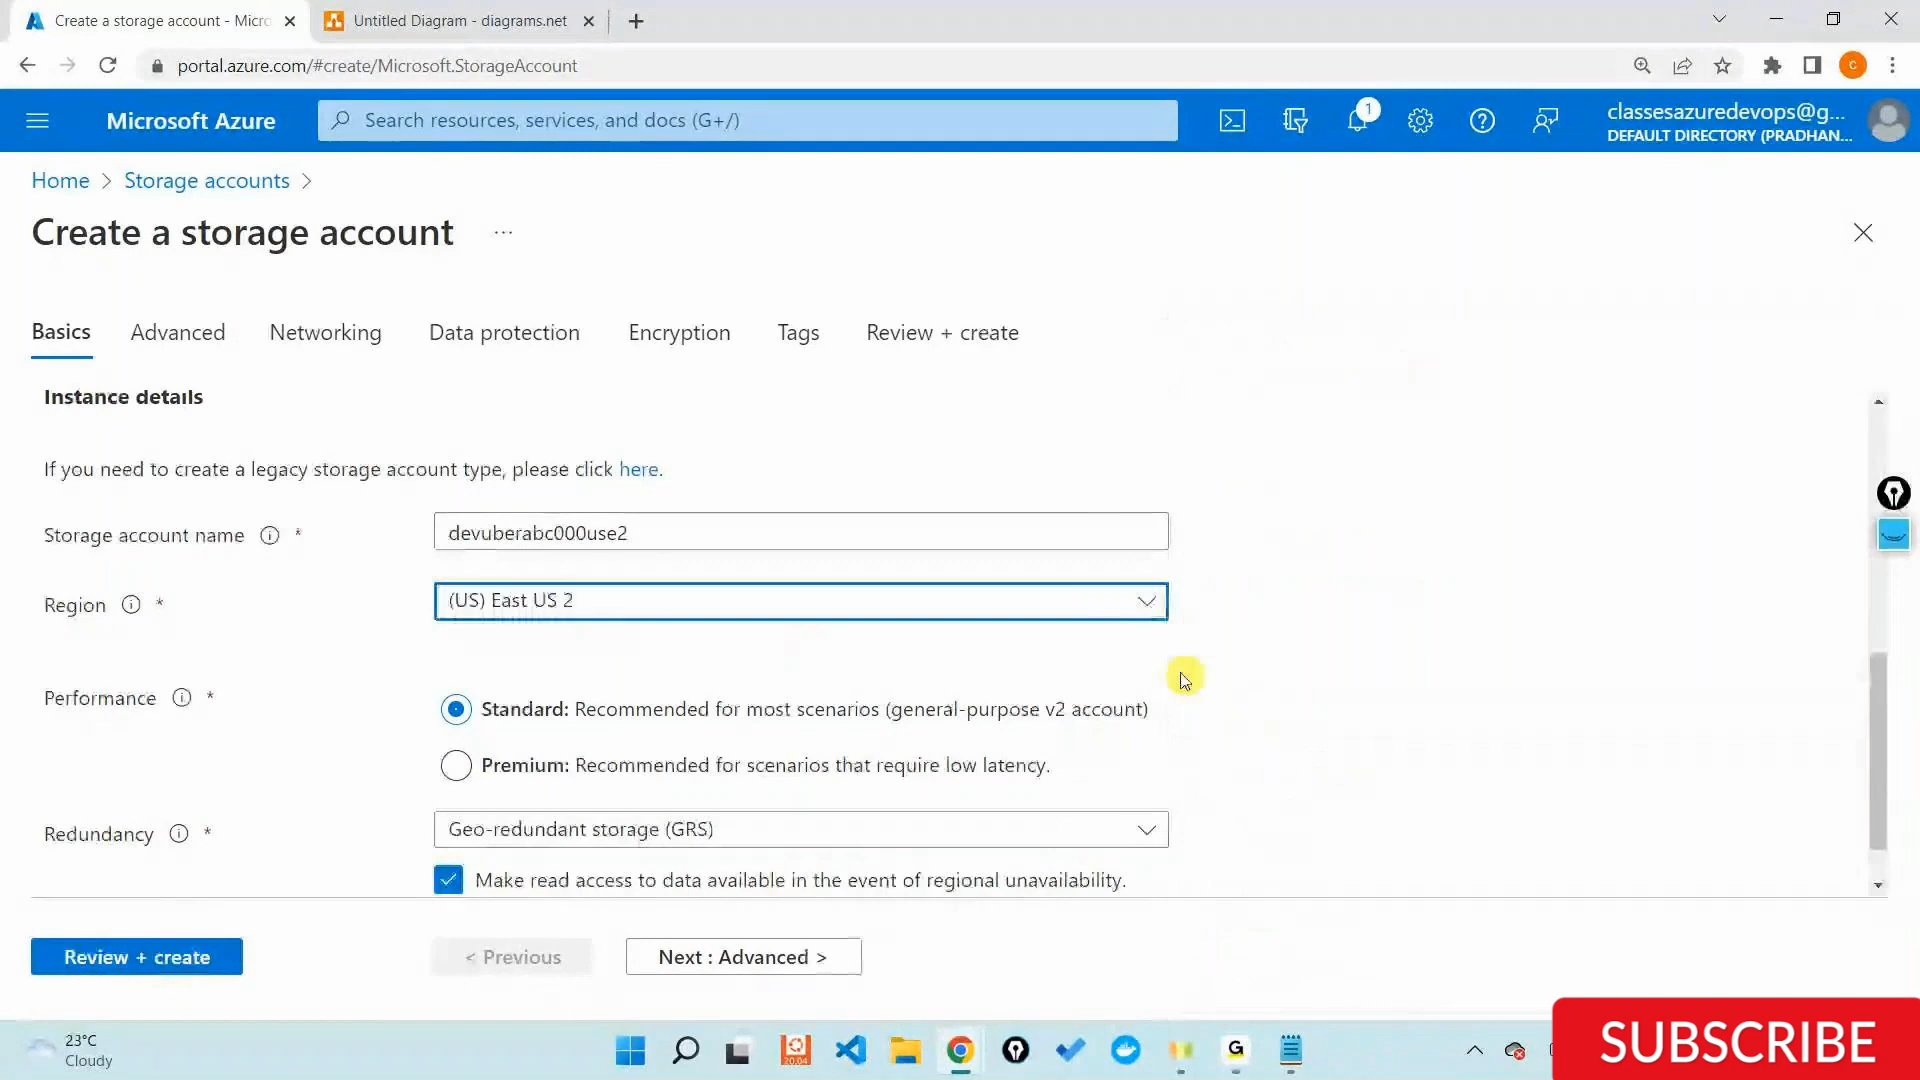 Create a storage account - Micro
Untitled Diagram - diagrams.net
portal.azure.com/#create/Microsoft.StorageAccount
C
Microsoft Azure
Search resources, services, and docs (G+/)
1
classesazuredevops@g...
DEFAULT DIRECTORY (PRADHAN...
Home > Storage accounts >
Create a storage account ...
Basics Advanced Networking Data protection Encryption Tags Review + create
Instance details
If you need to create a legacy storage account type, please click here.
Storage account name * devuberabc000use2
Region * (US) East US 2
Performance * Standard: Recommended for most scenarios (general-purpose v2 account)
Premium: Recommended for scenarios that require low latency.
Redundancy * Geo-redundant storage (GRS)
Make read access to data available in the event of regional unavailability.
Review + create < Previous Next : Advanced >
23°C
Cloudy
20.04
G
SUBSCRIBE